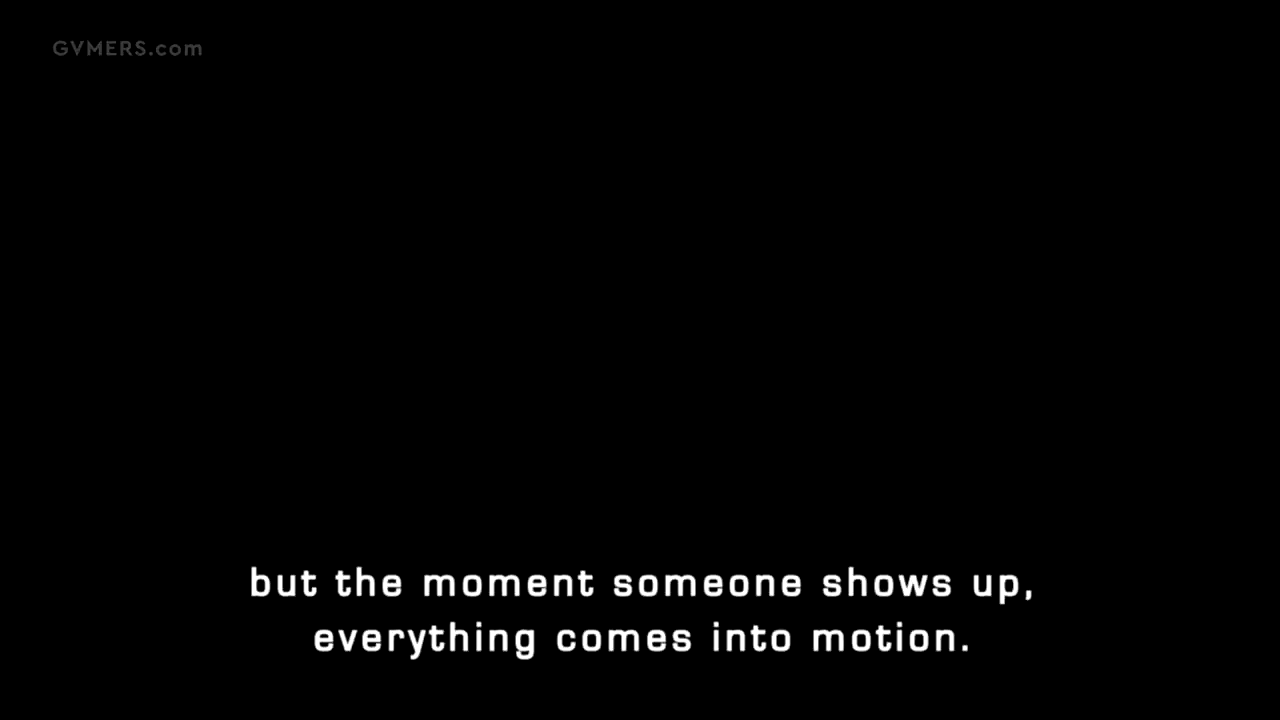 GVMERS.com
but the moment someone shows up,
everything comes into motion.